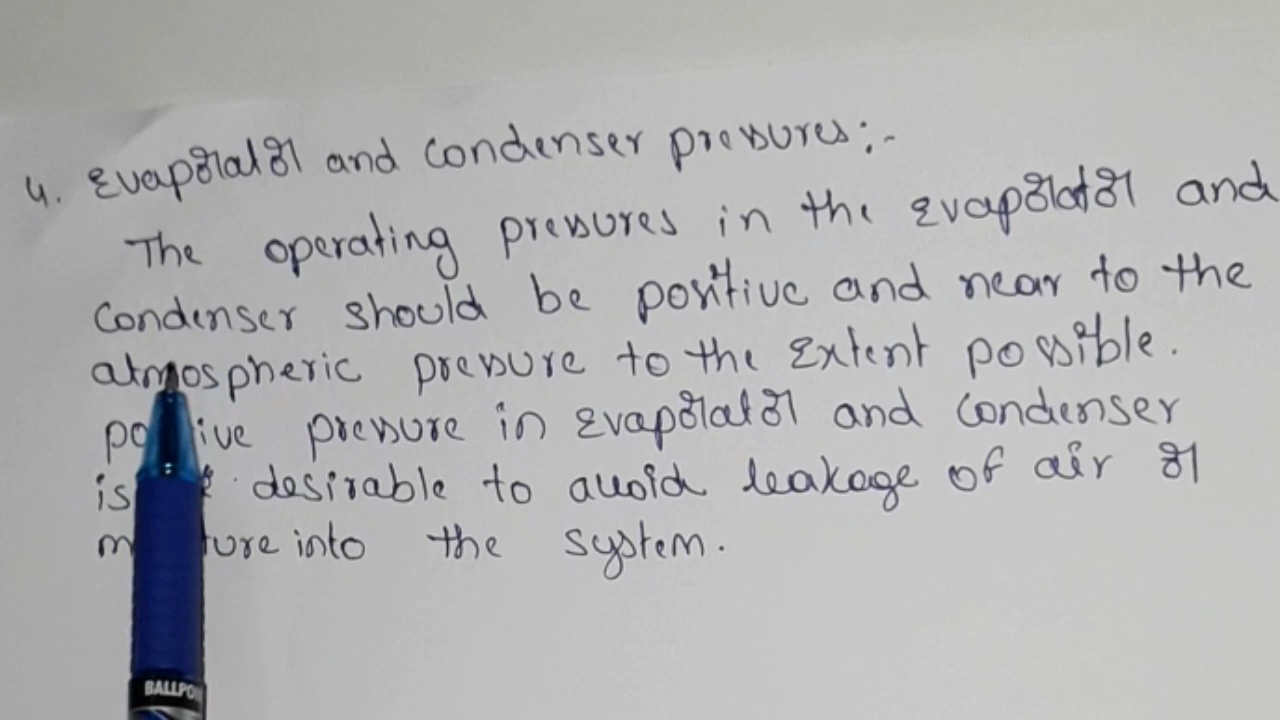 4. Evaporator and condenser pressures:-
The operating pressures in the evaporator and
condenser should be positive and near to the
atmospheric pressure to the extent possible.
pressure in evaporator and condenser
is desirable to avoid leakage of air or
into the system.
BALLPO